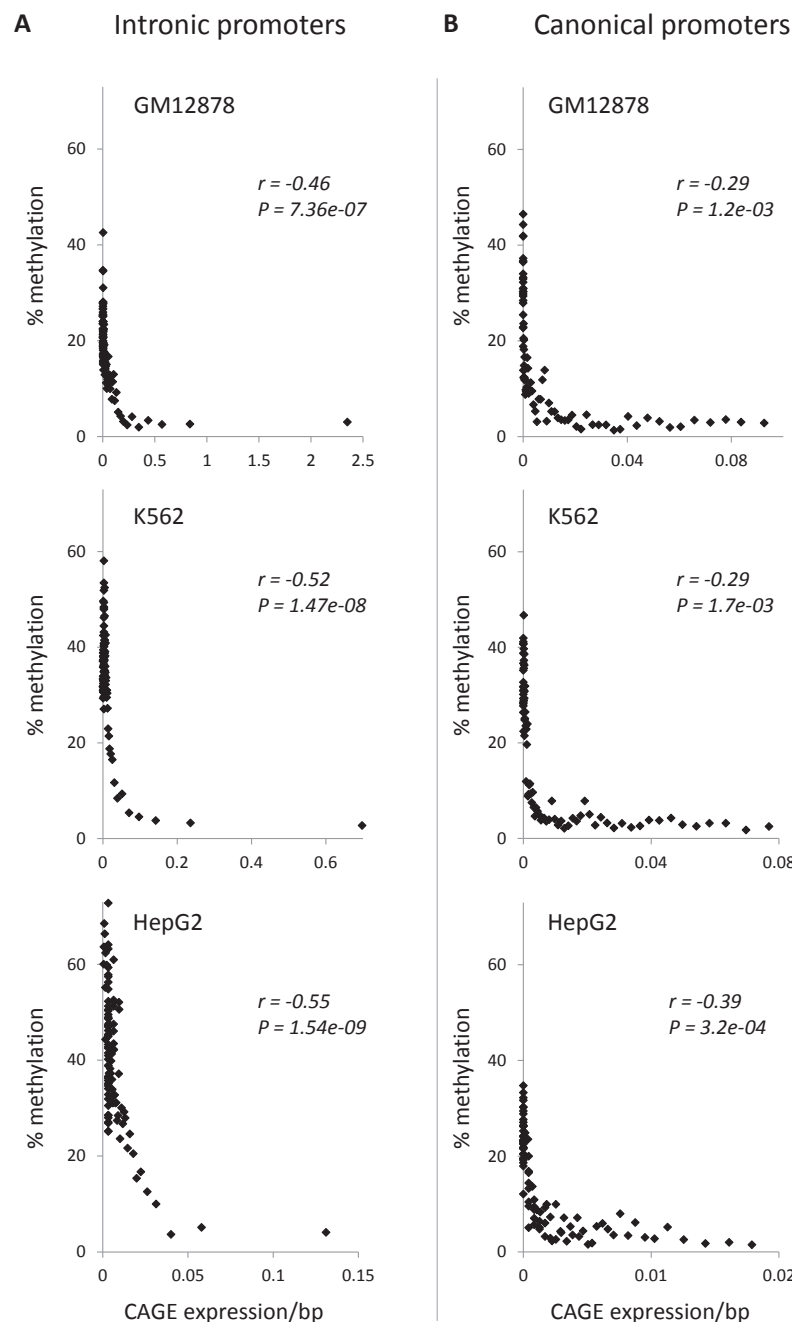 A Intronic promoters
GM12878
r = -0.46
P = 7.36e-07
% methylation
60
40
20
0
0 0.5 1 1.5 2 2.5
K562
r = -0.52
P = 1.47e-08
% methylation
60
40
20
0
0 0.2 0.4 0.6
HepG2
r = -0.55
P = 1.54e-09
% methylation
60
40
20
0
0 0.05 0.1 0.15
CAGE expression/bp
B Canonical promoters
GM12878
r = -0.29
P = 1.2e-03
% methylation
60
40
20
0
0 0.04 0.08
K562
r = -0.29
P = 1.7e-03
% methylation
60
40
20
0
0 0.04 0.08
HepG2
r = -0.39
P = 3.2e-04
% methylation
60
40
20
0
0 0.01 0.02
CAGE expression/bp